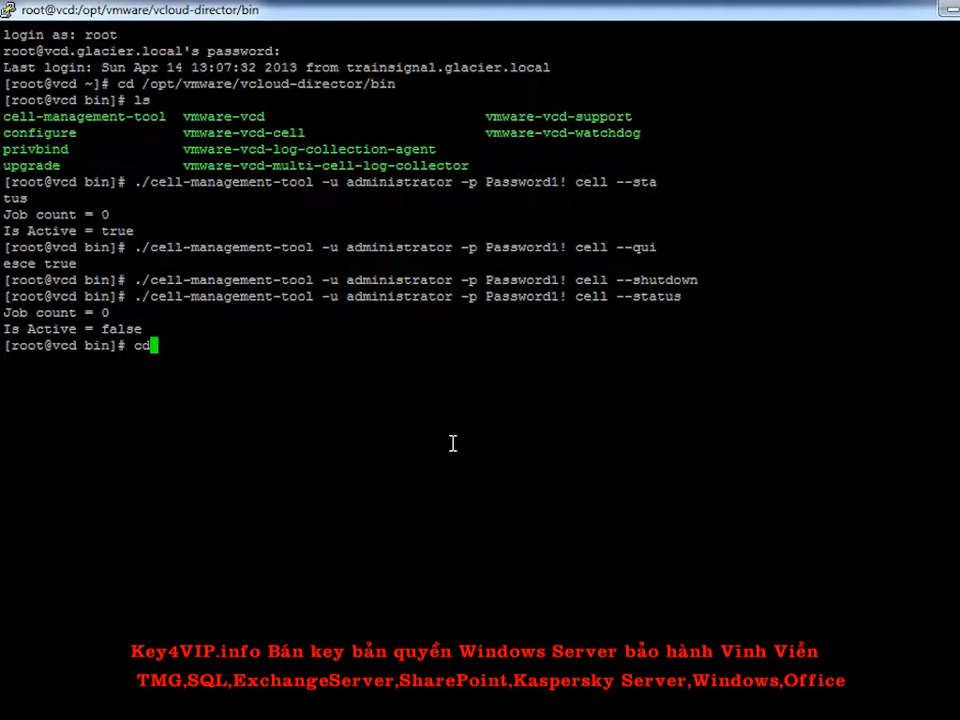 root@vcd:/opt/vmware/vcloud-director/bin
login as: root
root@vcd.glacier.local's password:
Last login: Sun Apr 14 13:07:32 2013 from trainsignal.glacier.local
[root@vcd ~]# cd /opt/vmware/vcloud-director/bin
[root@vcd bin]# ls
cell-management-tool  vmware-vcd                           vmware-vcd-support
configure             vmware-vcd-cell                      vmware-vcd-watchdog
privbind              vmware-vcd-log-collection-agent
upgrade               vmware-vcd-multi-cell-log-collector
[root@vcd bin]# ./cell-management-tool -u administrator -p Password1! cell --sta
tus
Job count = 0
Is Active = true
[root@vcd bin]# ./cell-management-tool -u administrator -p Password1! cell --qui
esce true
[root@vcd bin]# ./cell-management-tool -u administrator -p Password1! cell --shutdown
[root@vcd bin]# ./cell-management-tool -u administrator -p Password1! cell --status
Job count = 0
Is Active = false
[root@vcd bin]# cd
Key4VIP.info Bán key bản quyền Windows Server bảo hành Vĩnh Viễn
TMG,SQL,ExchangeServer,SharePoint,Kaspersky Server,Windows,Office